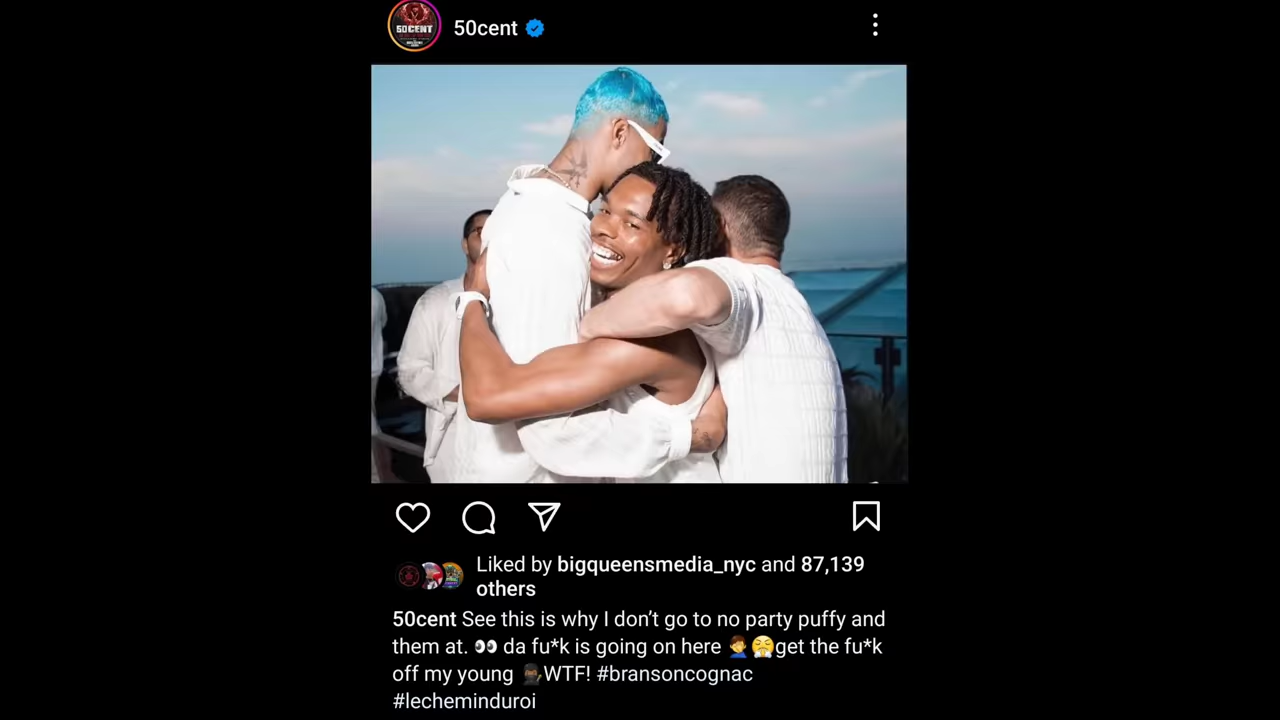 50CENT
50cent
Liked by bigqueensmedia_nyc and 87,139
others
50cent See this is why I don't go to no party puffy and
them at. 👀 da fu*k is going on here 🤦‍♂️😤get the fu*k
off my young 🥷🏿WTF! #bransoncognac
#lecheminduroi